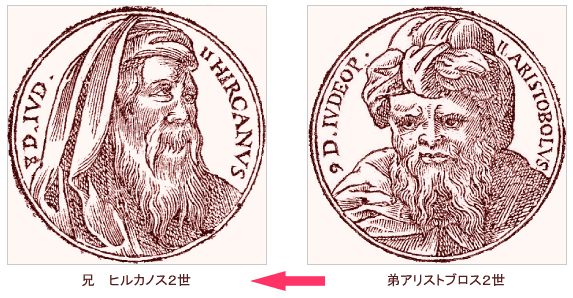 D. IVD.
II HIRCANVS
9 D. IVDEOP.
II. ARISTOBOLVS
兄　ヒルカノス2世
弟アリストブロス2世